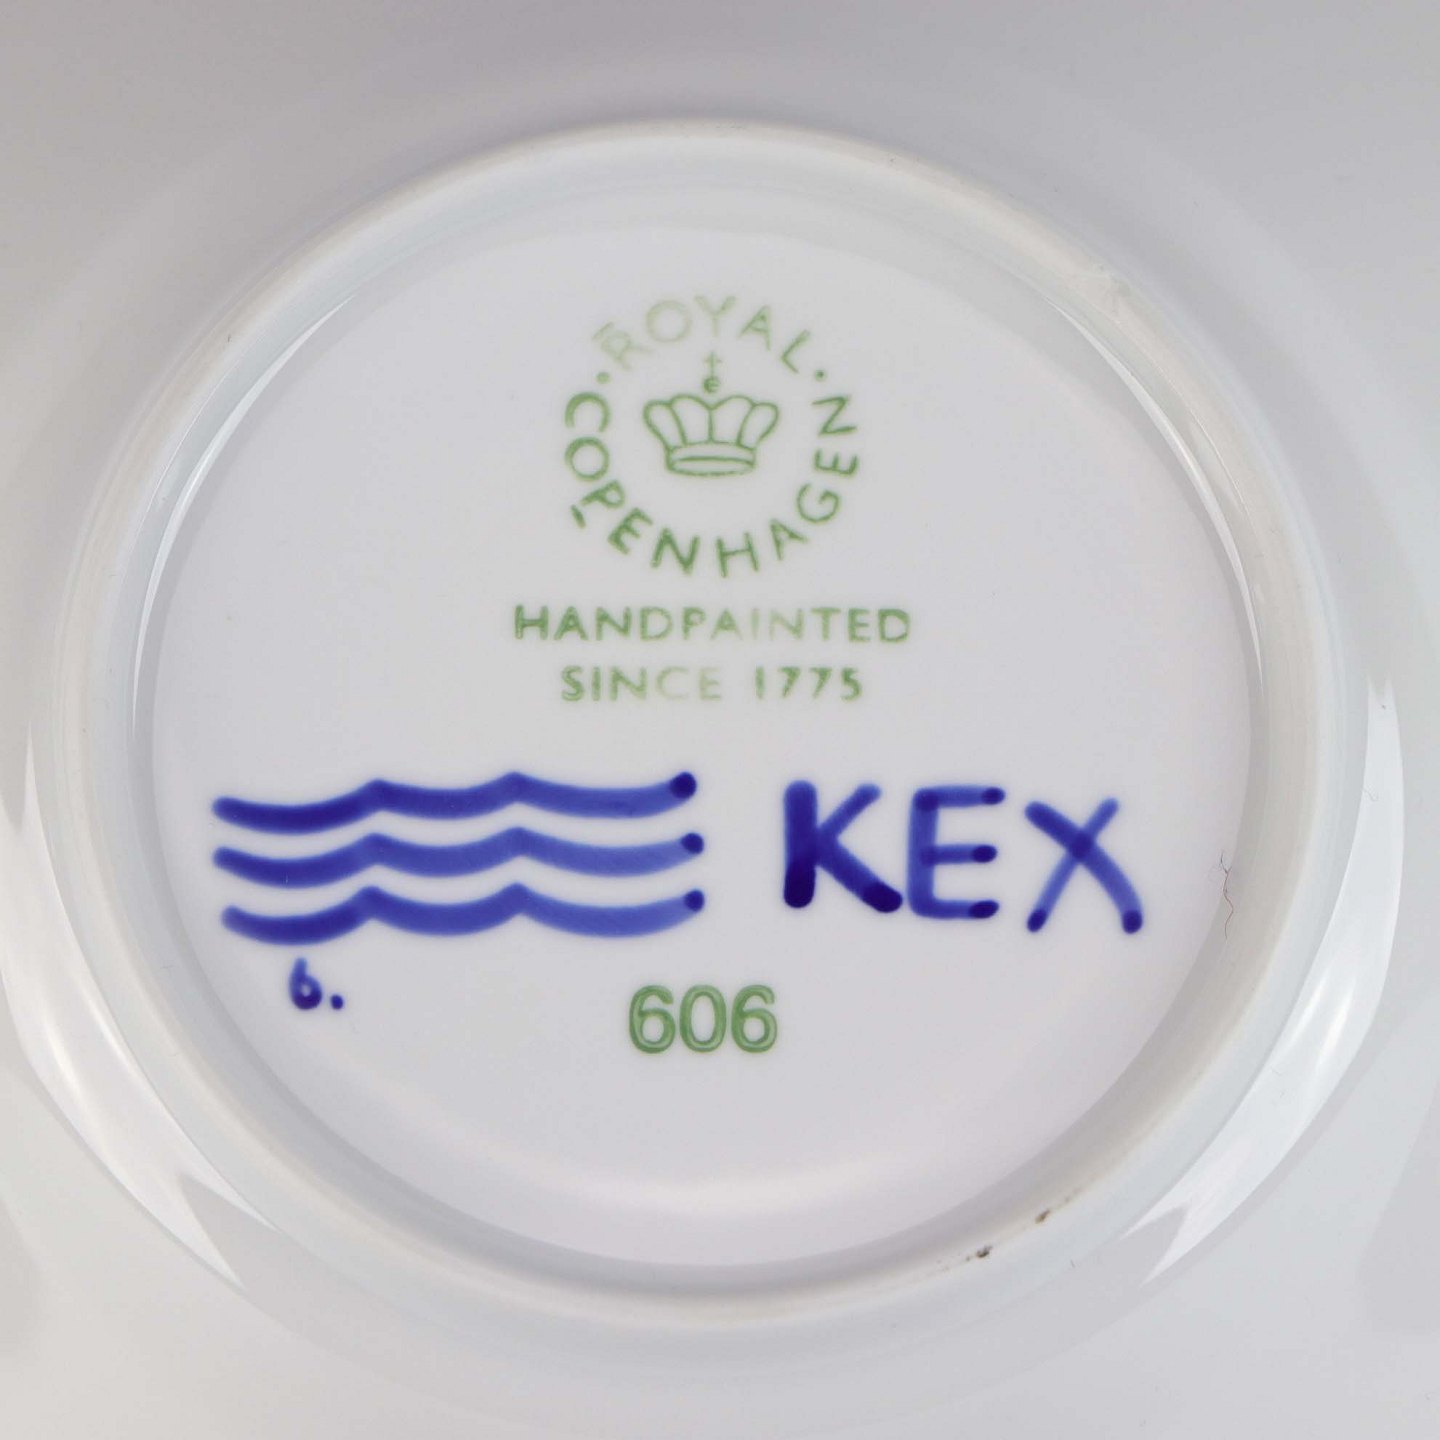 ROYAL · COPENHAGEN ·
HANDPAINTED
SINCE 1775
KEX
6.
606